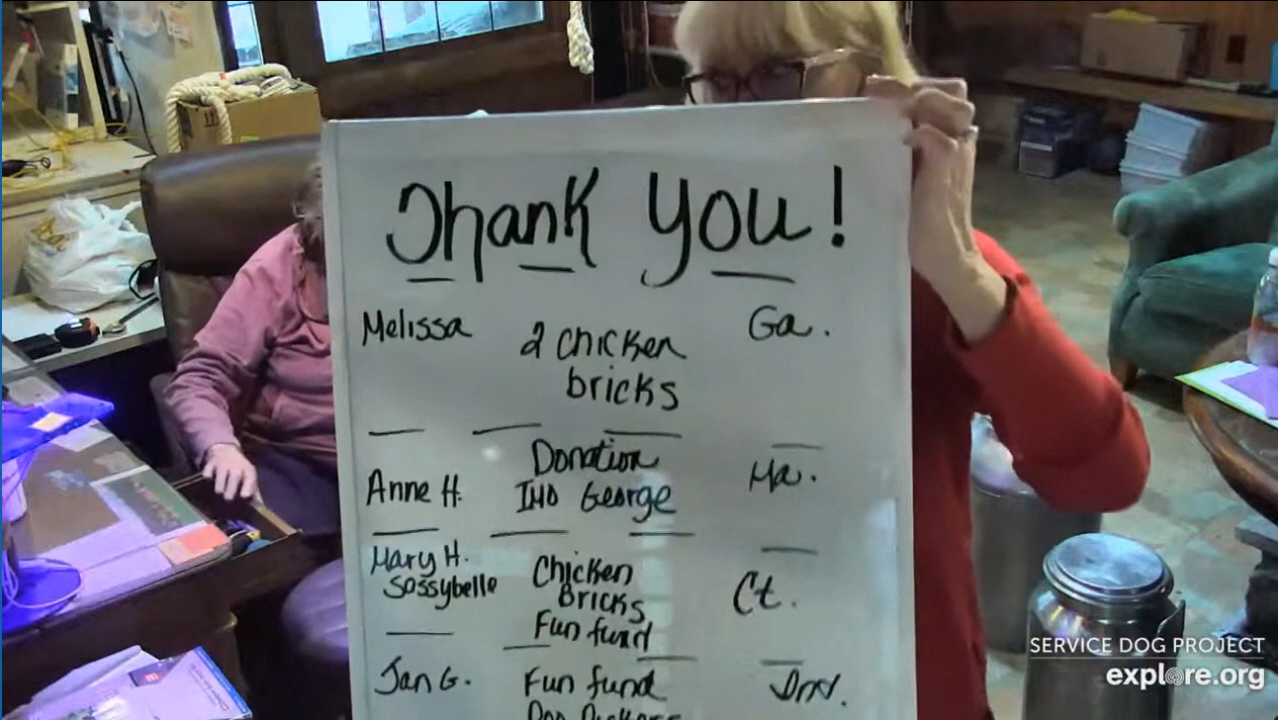 Thank You!
Melissa 2 chicken Ga.
bricks
Donation
Anne H. IHO George Ma.
Mary H. Chicken
Sassybelle Bricks Ct.
Fun fund
Jan G. Fun fund
SERVICE DOG PROJECT
explore.org